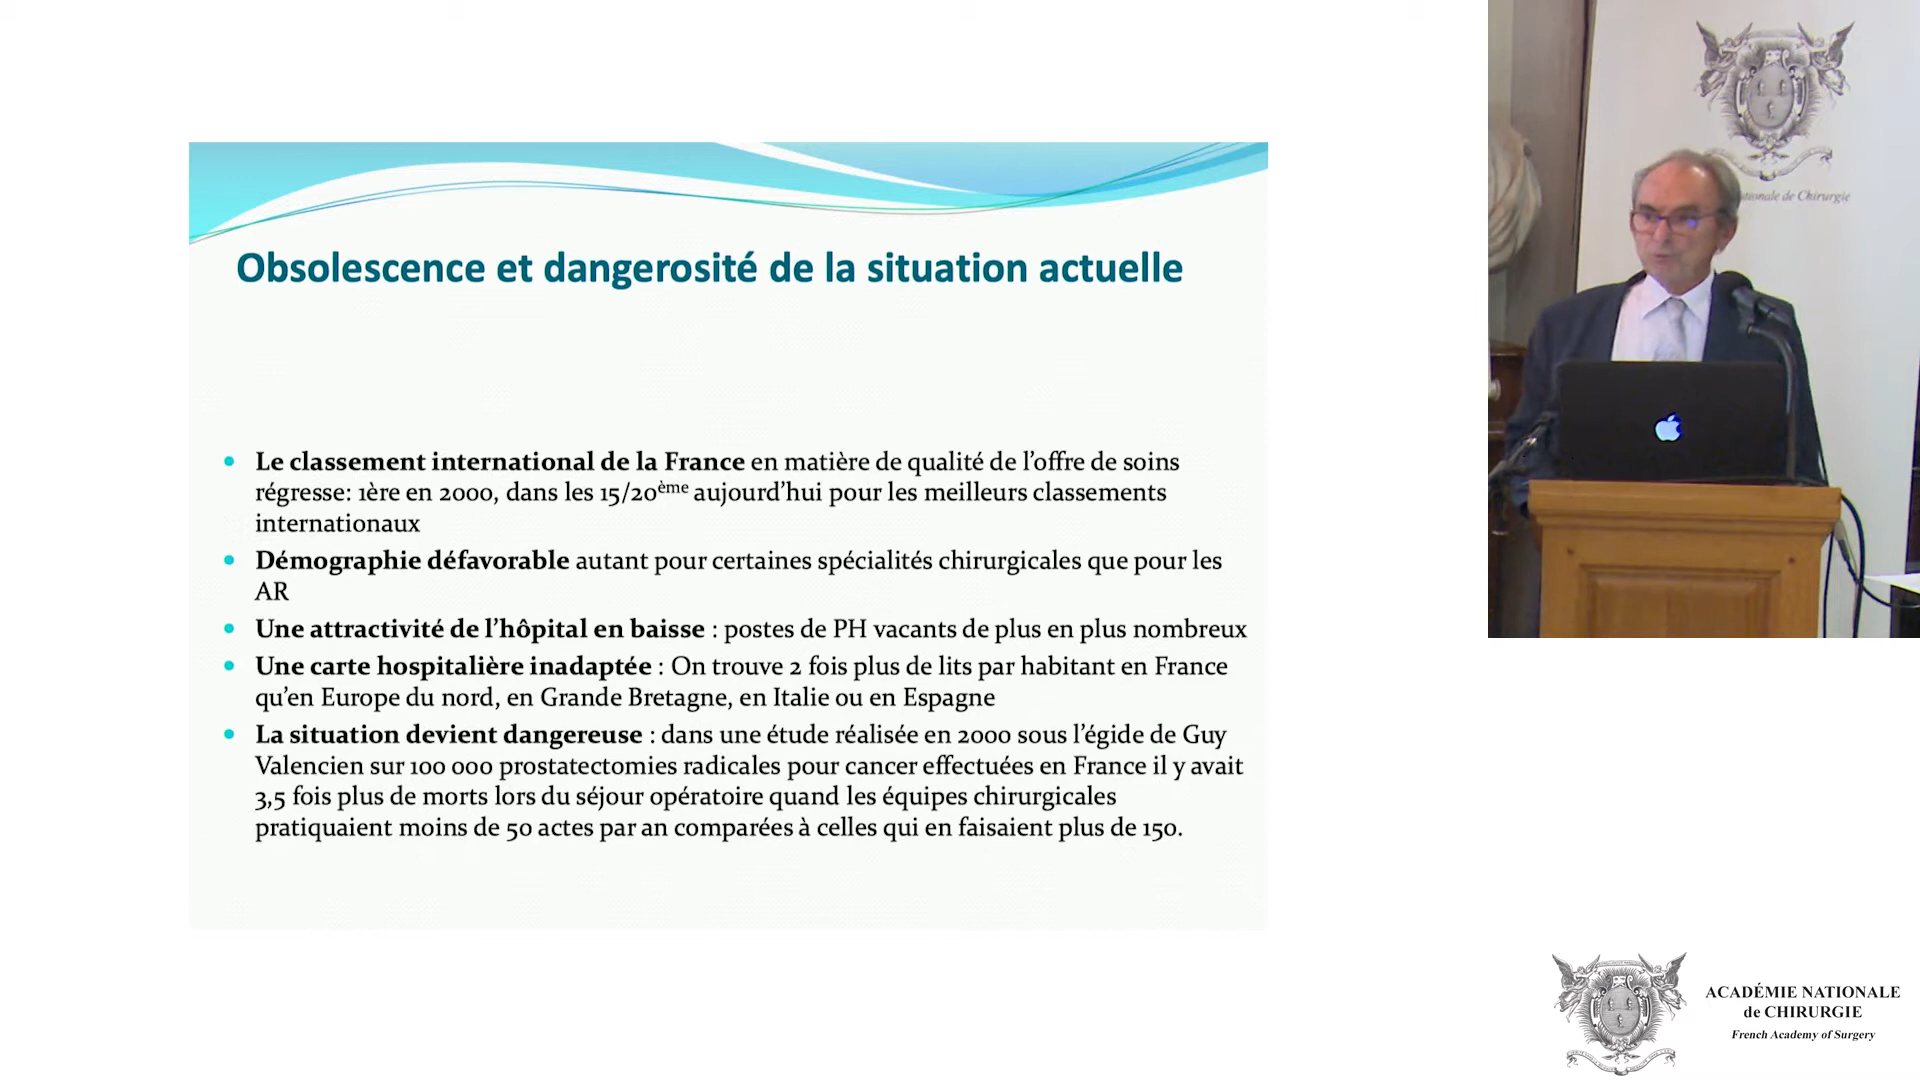 Obsolescence et dangerosité de la situation actuelle
• Le classement international de la France en matière de qualité de l’offre de soins
régresse: 1ère en 2000, dans les 15/20ème aujourd’hui pour les meilleurs classements
internationaux
• Démographie défavorable autant pour certaines spécialités chirurgicales que pour les
AR
• Une attractivité de l’hôpital en baisse : postes de PH vacants de plus en plus nombreux
• Une carte hospitalière inadaptée : On trouve 2 fois plus de lits par habitant en France
qu’en Europe du nord, en Grande Bretagne, en Italie ou en Espagne
• La situation devient dangereuse : dans une étude réalisée en 2000 sous l’égide de Guy
Valencien sur 100 000 prostatectomies radicales pour cancer effectuées en France il y avait
3,5 fois plus de morts lors du séjour opératoire quand les équipes chirurgicales
pratiquaient moins de 50 actes par an comparées à celles qui en faisaient plus de 150.
de Chirurgie
ACADÉMIE NATIONALE
de CHIRURGIE
French Academy of Surgery